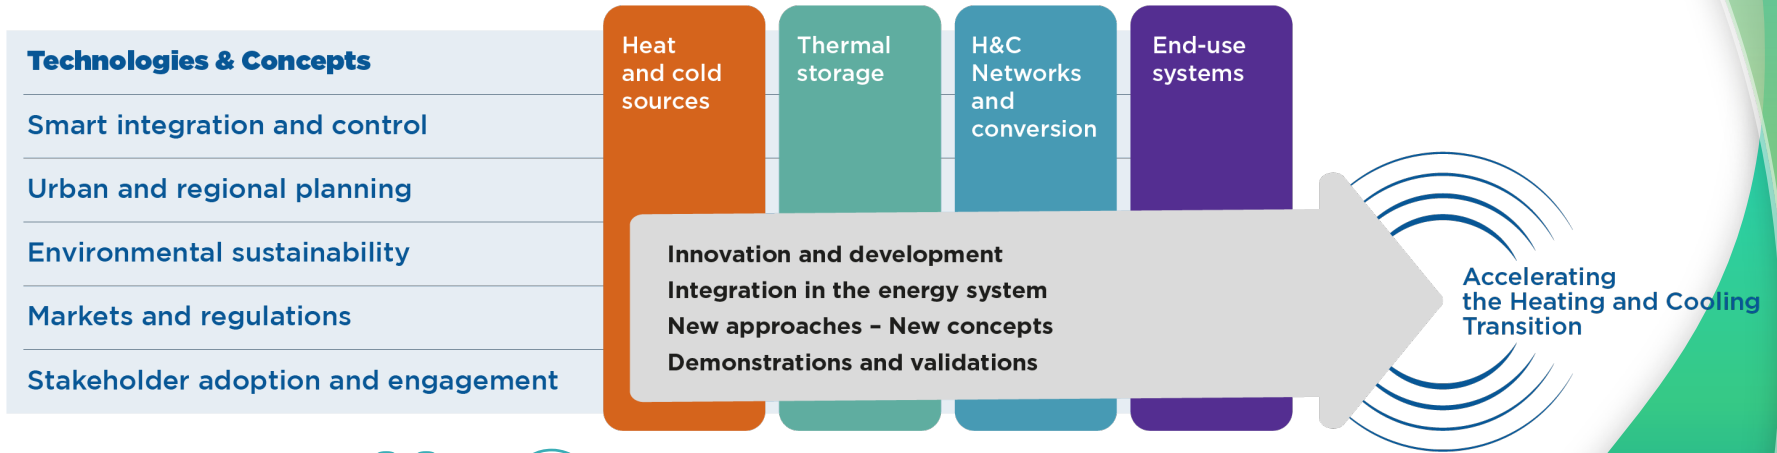 Technologies & Concepts
Smart integration and control
Urban and regional planning
Environmental sustainability
Markets and regulations
Stakeholder adoption and engagement
Heat
and cold
sources
Thermal
storage
H&C
Networks
and
conversion
End-use
systems
Innovation and development
Integration in the energy system
New approaches – New concepts
Demonstrations and validations
Accelerating
the Heating and Cooling
Transition